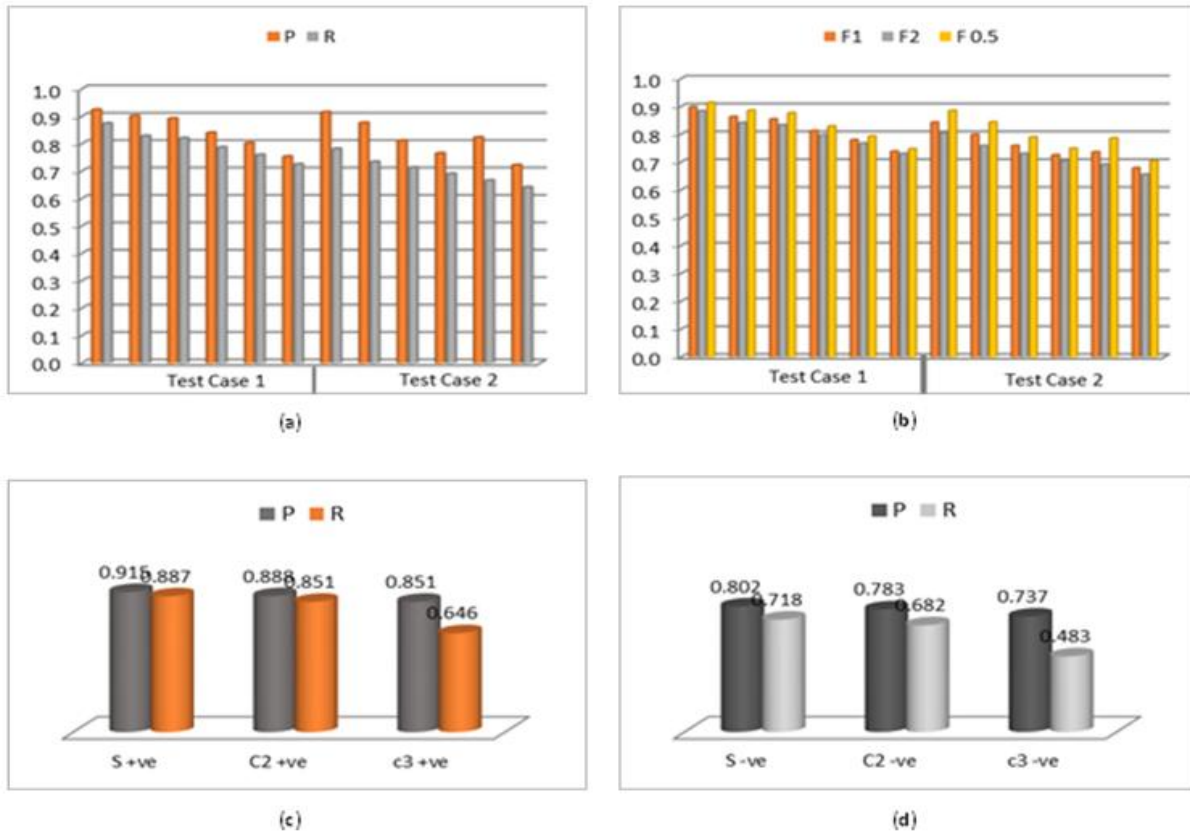 P R
1.0
0.9
0.8
0.7
0.6
0.5
0.4
0.3
0.2
0.1
0.0
Test Case 1 Test Case 2
(a)
F1 F2 F 0.5
1.0
0.9
0.8
0.7
0.6
0.5
0.4
0.3
0.2
0.1
0.0
Test Case 1 Test Case 2
(b)
P R
0.915 0.887 0.888 0.851 0.851 0.646
S +ve C2 +ve c3 +ve
(c)
P R
0.802 0.718 0.783 0.682 0.737 0.483
S -ve C2 -ve c3 -ve
(d)